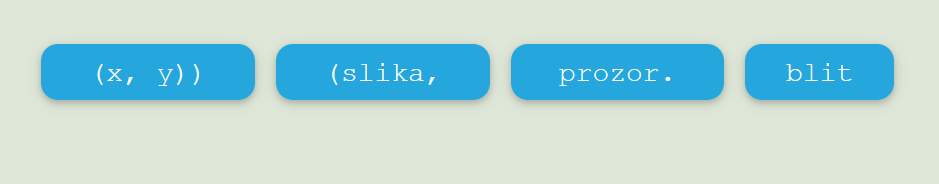 (x, y)) (slika, prozor. blit